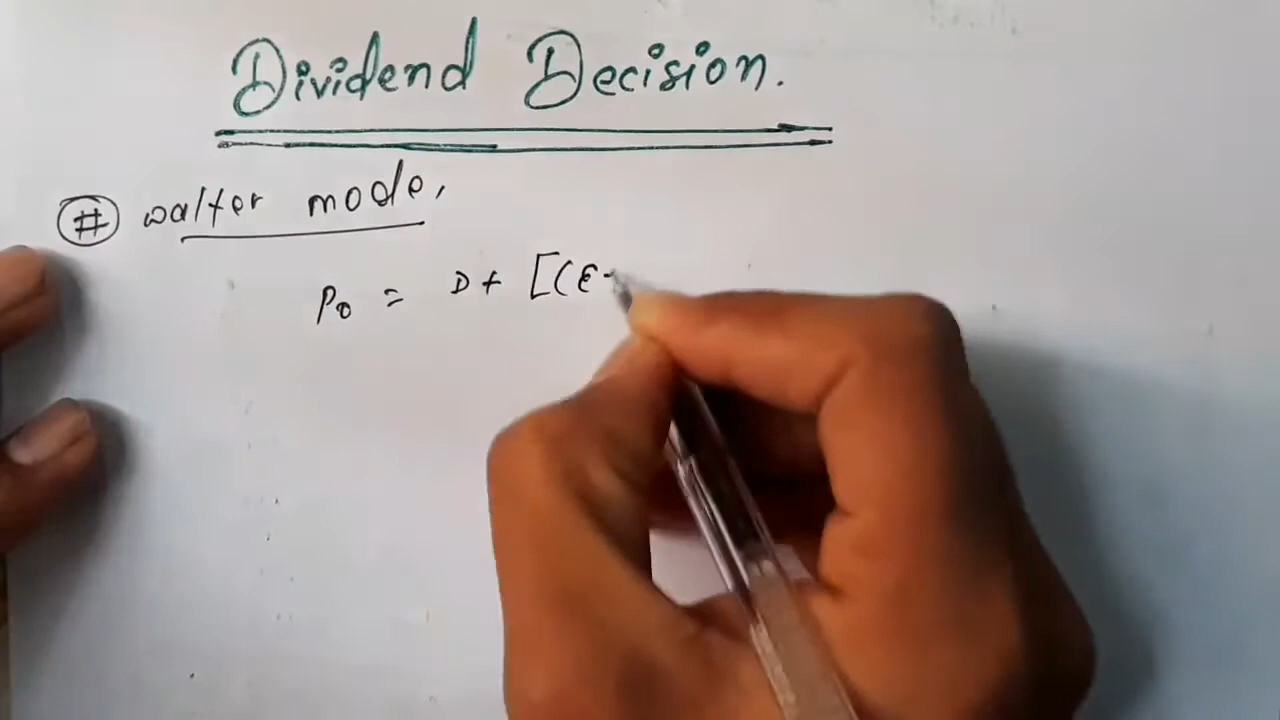 Dividend Decision.
# walter mode,
P0 = D + [(E-